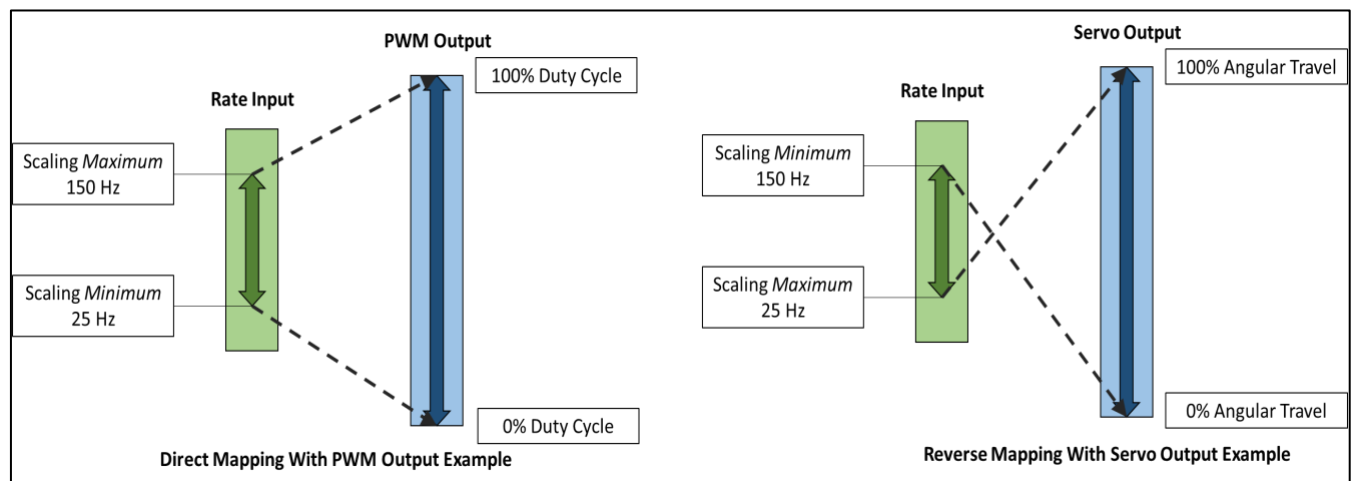 PWM Output
100% Duty Cycle
Rate Input
Scaling Maximum
150 Hz
Scaling Minimum
25 Hz
0% Duty Cycle
Direct Mapping With PWM Output Example
Servo Output
100% Angular Travel
Rate Input
Scaling Minimum
150 Hz
Scaling Maximum
25 Hz
0% Angular Travel
Reverse Mapping With Servo Output Example